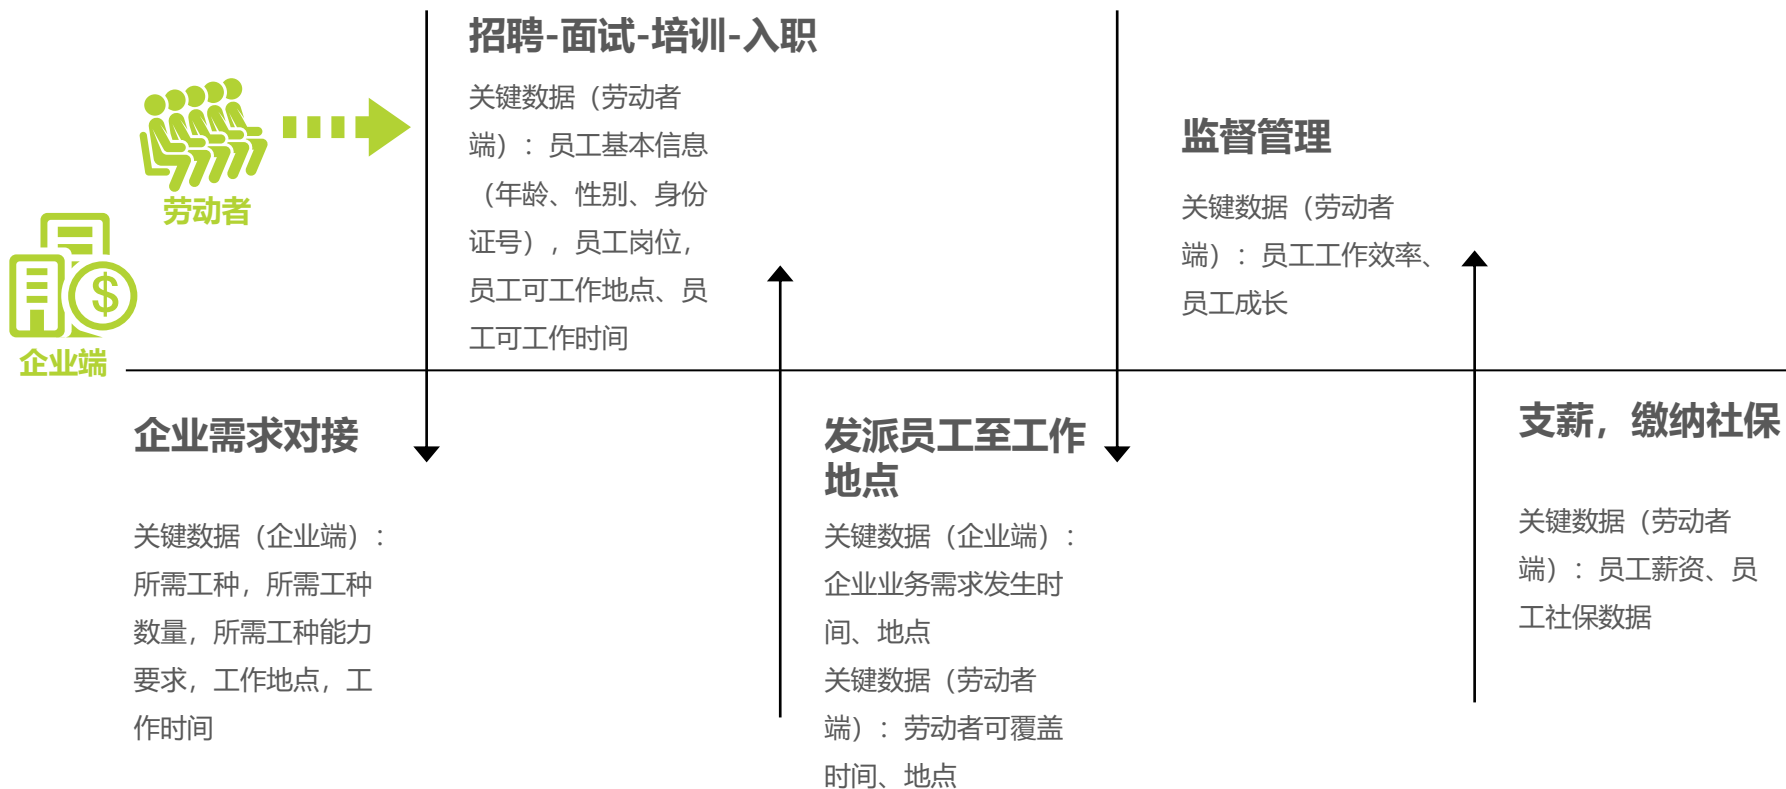 劳动者
$
企业端
企业需求对接
关键数据（企业端）：
所需工种，所需工种
数量，所需工种能力
要求，工作地点，工
作时间
招聘-面试-培训-入职
关键数据（劳动者
端）：员工基本信息
（年龄、性别、身份
证号），员工岗位，
员工可工作地点、员
工可工作时间
发派员工至工作
地点
关键数据（企业端）：
企业业务需求发生时
间、地点
关键数据（劳动者
端）：劳动者可覆盖
时间、地点
监督管理
关键数据（劳动者
端）：员工工作效率、
员工成长
支薪，缴纳社保
关键数据（劳动者
端）：员工薪资、员
工社保数据